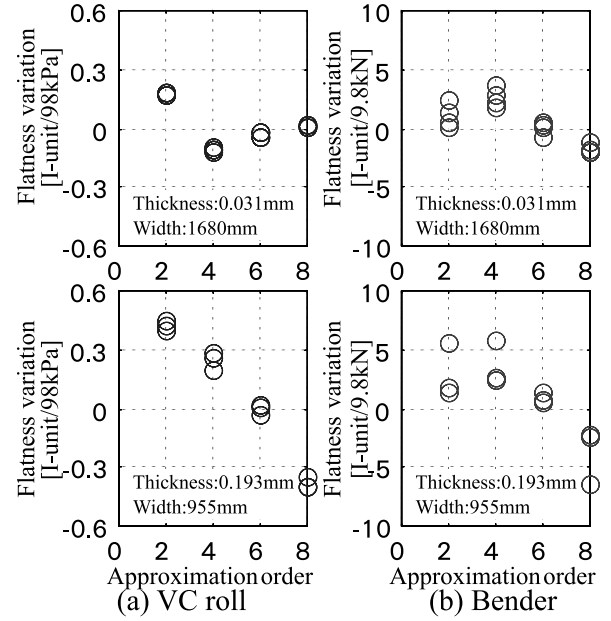 Flatness variation
[I-unit/98kPa]
0.6
0.3
0
-0.3
-0.6
Thickness:0.031mm
Width:1680mm
0 2 4 6 8
Flatness variation
[I-unit/9.8kN]
10
5
0
-5
-10
Thickness:0.031mm
Width:1680mm
0 2 4 6 8
Flatness variation
[I-unit/98kPa]
0.6
0.3
0
-0.3
-0.6
Thickness:0.193mm
Width:955mm
0 2 4 6 8
Approximation order
(a) VC roll
Flatness variation
[I-unit/9.8kN]
10
5
0
-5
-10
Thickness:0.193mm
Width:955mm
0 2 4 6 8
Approximation order
(b) Bender